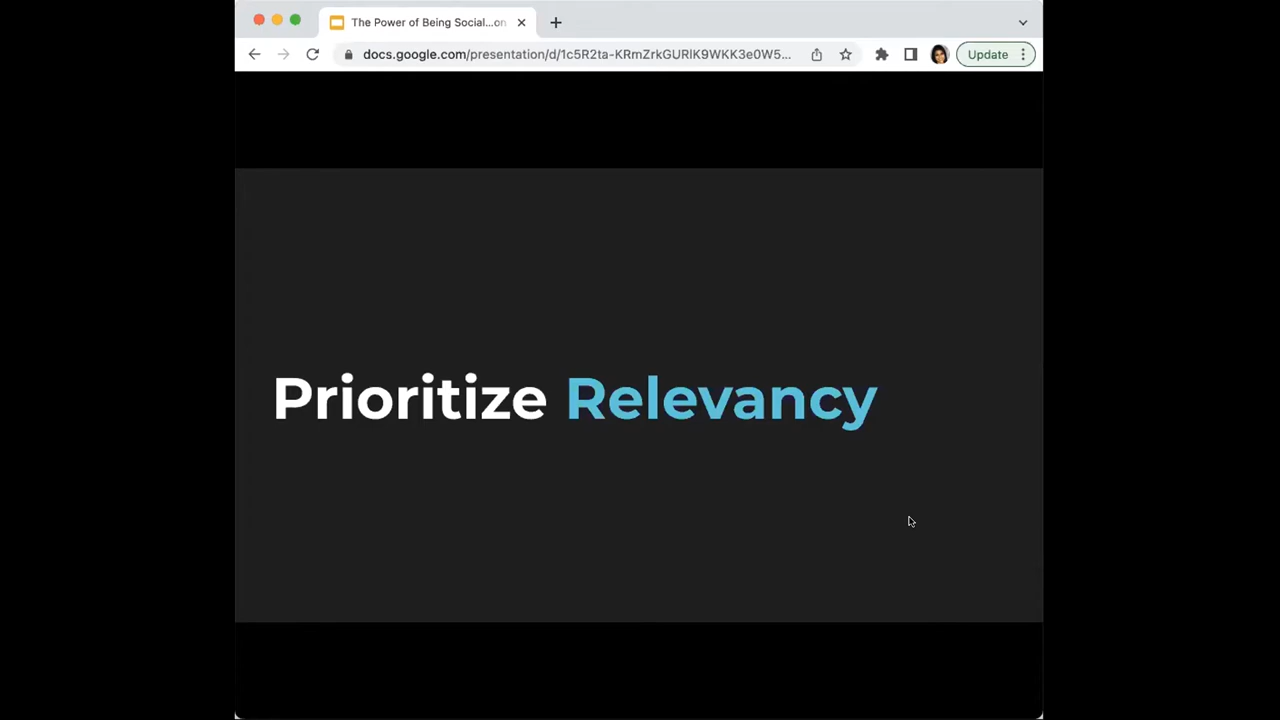 The Power of Being Social...on
docs.google.com/presentation/d/1c5R2ta-KRmZrkGURlK9WKK3e0W5...
Update
Prioritize Relevancy